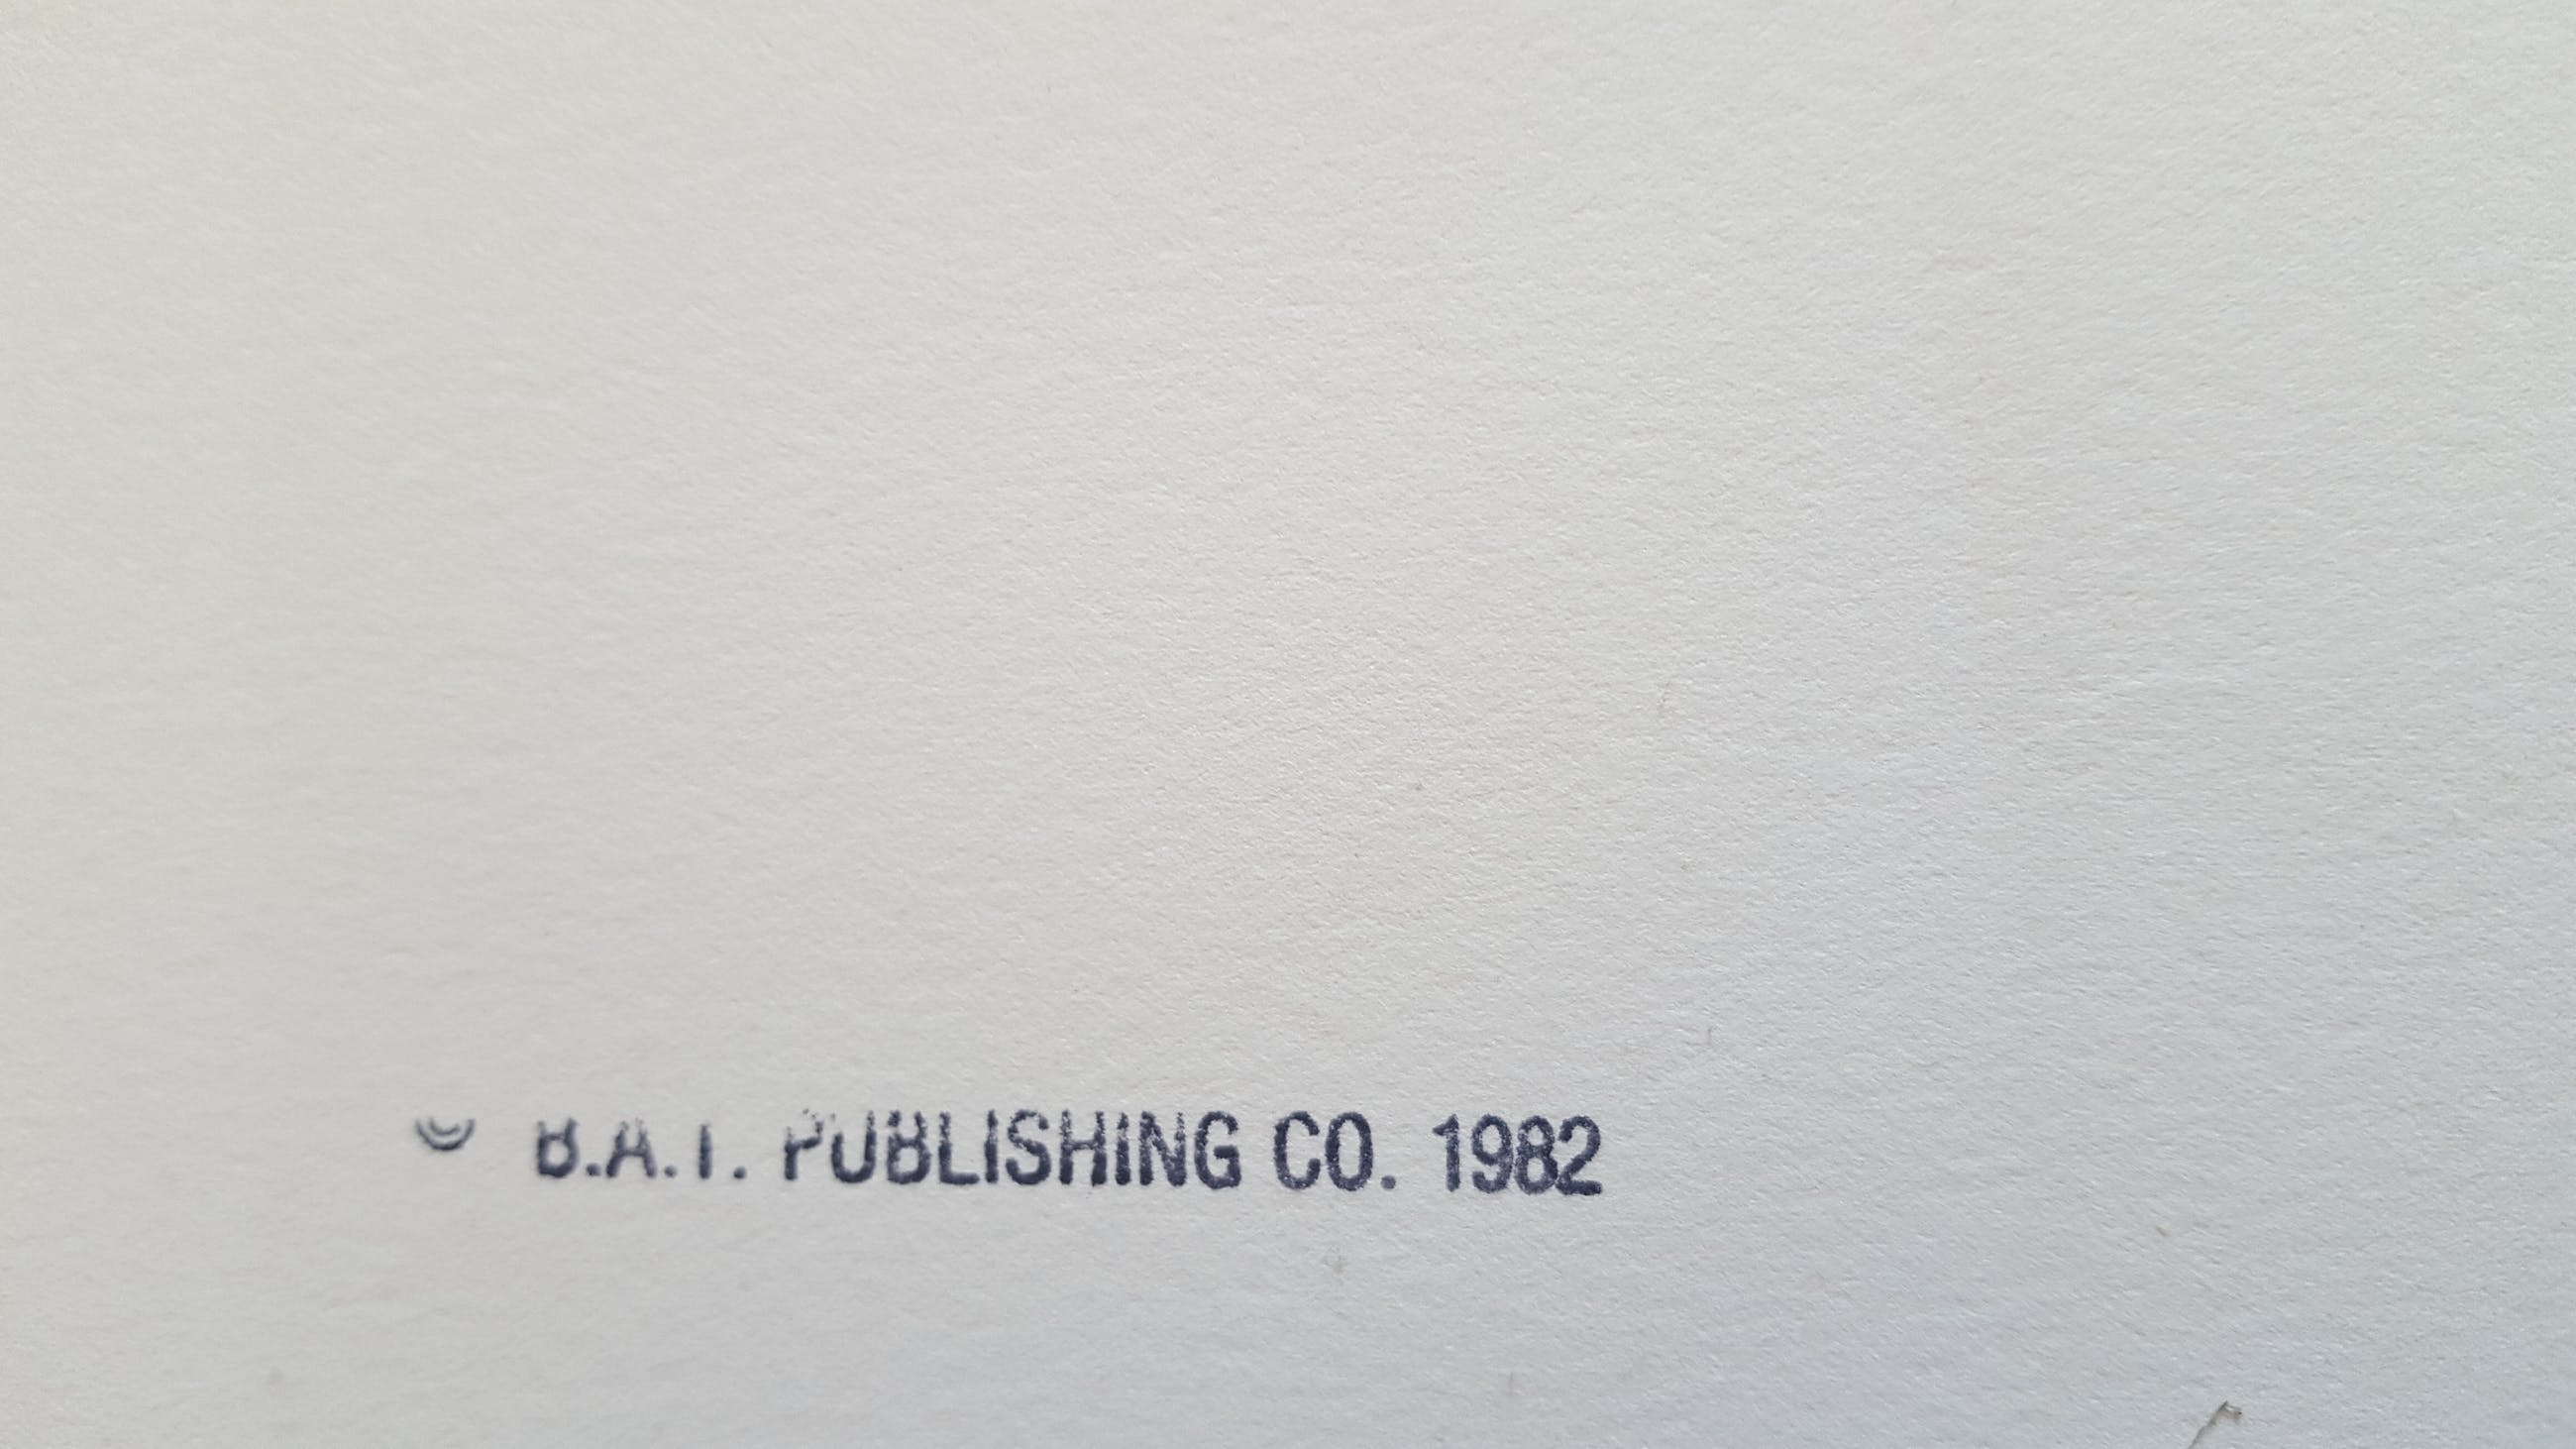 © B.A.T. PUBLISHING CO. 1982